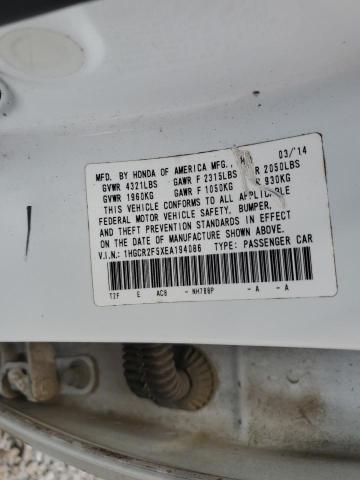 MFD. BY HONDA OF AMERICA MFG., 03/'14
GVWR 4321LBS GAWR F 2315LBS R 2050LBS
GVWR 1960KG GAWR F 1050KG R 930KG
THIS VEHICLE CONFORMS TO ALL APPLICABLE
FEDERAL MOTOR VEHICLE SAFETY, BUMPER,
AND THEFT PREVENTION STANDARDS IN EFFECT
ON THE DATE OF MANUFACTURE SHOWN ABOVE.
V.I.N.: 1HGCR2F5XEA194086 TYPE: PASSENGER CAR
T2F E AC8 - NH788P - A - A